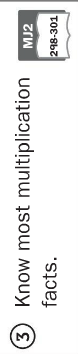 ③ Know most multiplication
facts.
MJ2
298-301